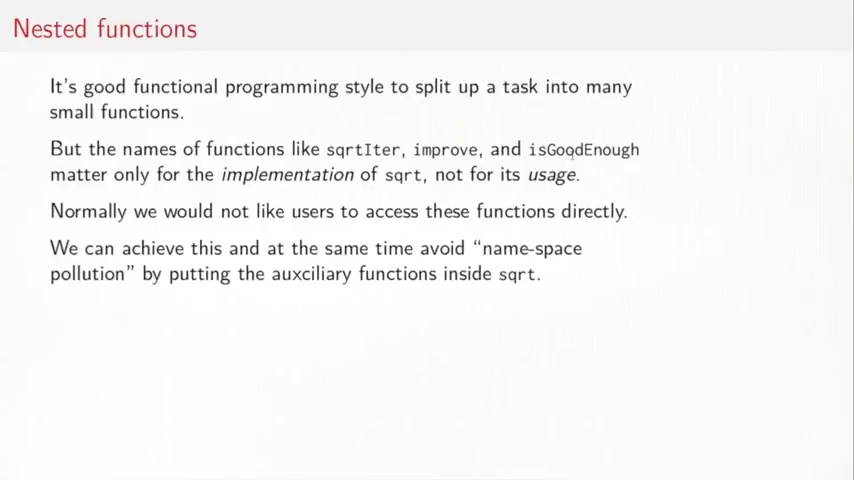 Nested functions
It's good functional programming style to split up a task into many
small functions.
But the names of functions like sqrtIter, improve, and isGoodEnough
matter only for the implementation of sqrt, not for its usage.
Normally we would not like users to access these functions directly.
We can achieve this and at the same time avoid “name-space
pollution” by putting the auxciliary functions inside sqrt.